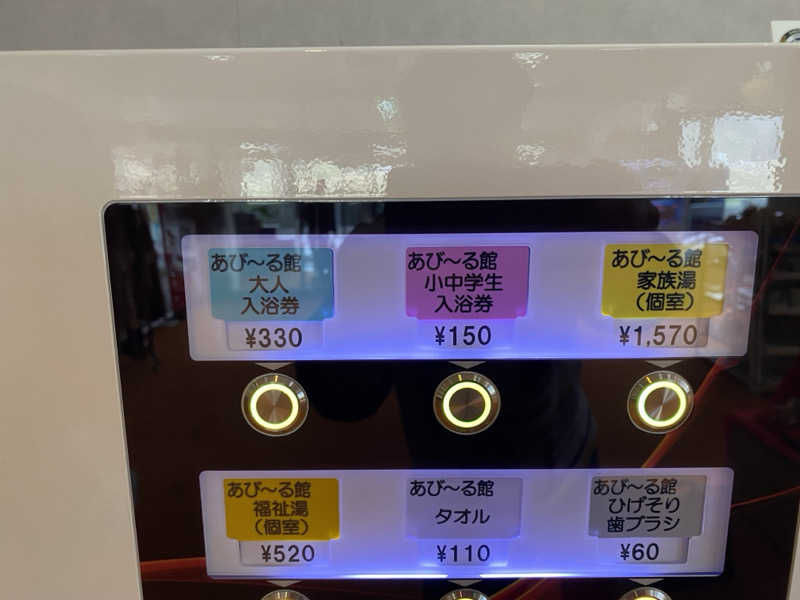 あび～る館
大人
入浴券
¥330
あび～る館
小中学生
入浴券
¥150
あび～る館
家族湯
(個室)
¥1,570
あび～る館
福祉湯
(個室)
¥520
あび～る館
タオル
¥110
あび～る館
ひげそり
歯ブラシ
¥60